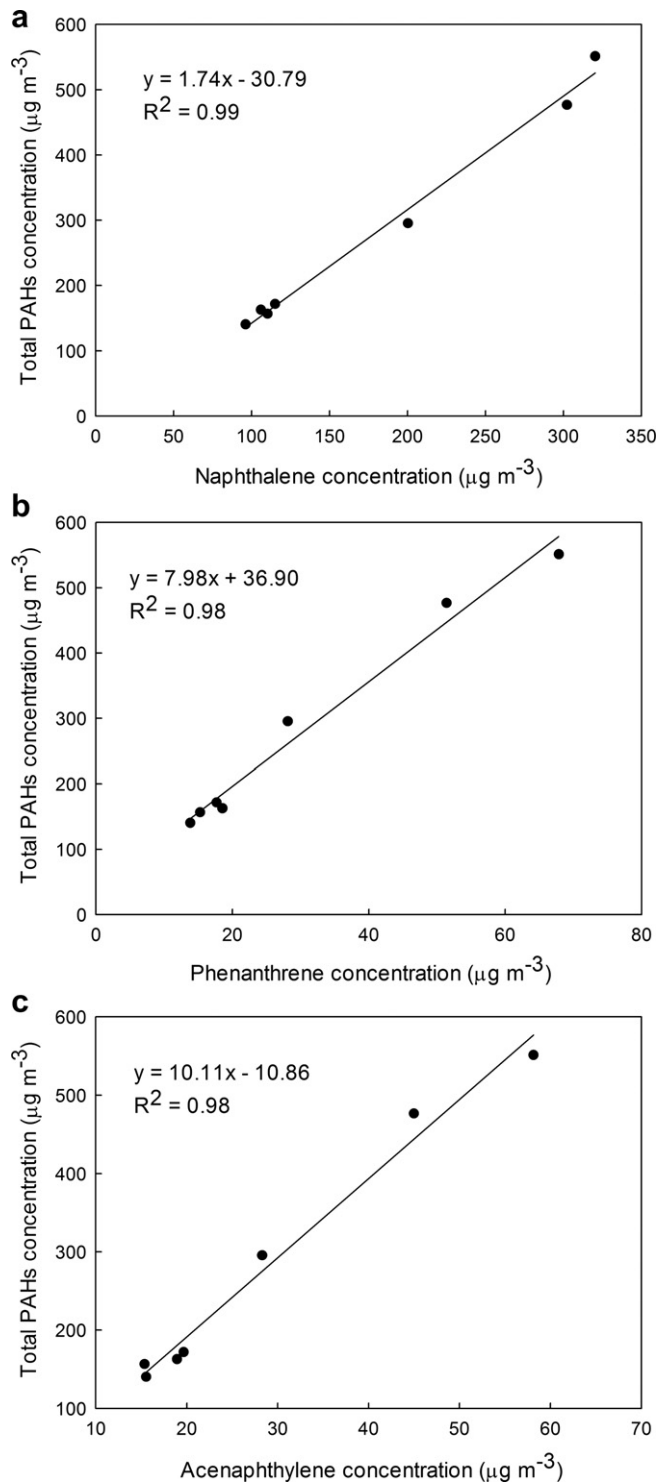 a
600
500
400
300
200
100
0
y = 1.74x - 30.79
R² = 0.99
Total PAHs concentration (μg m⁻³)
0 50 100 150 200 250 300 350
Naphthalene concentration (μg m⁻³)
b
600
500
400
300
200
100
0
y = 7.98x + 36.90
R² = 0.98
Total PAHs concentration (μg m⁻³)
0 20 40 60 80
Phenanthrene concentration (μg m⁻³)
c
600
500
400
300
200
100
y = 10.11x - 10.86
R² = 0.98
Total PAHs concentration (μg m⁻³)
10 20 30 40 50 60 70
Acenaphthylene concentration (μg m⁻³)